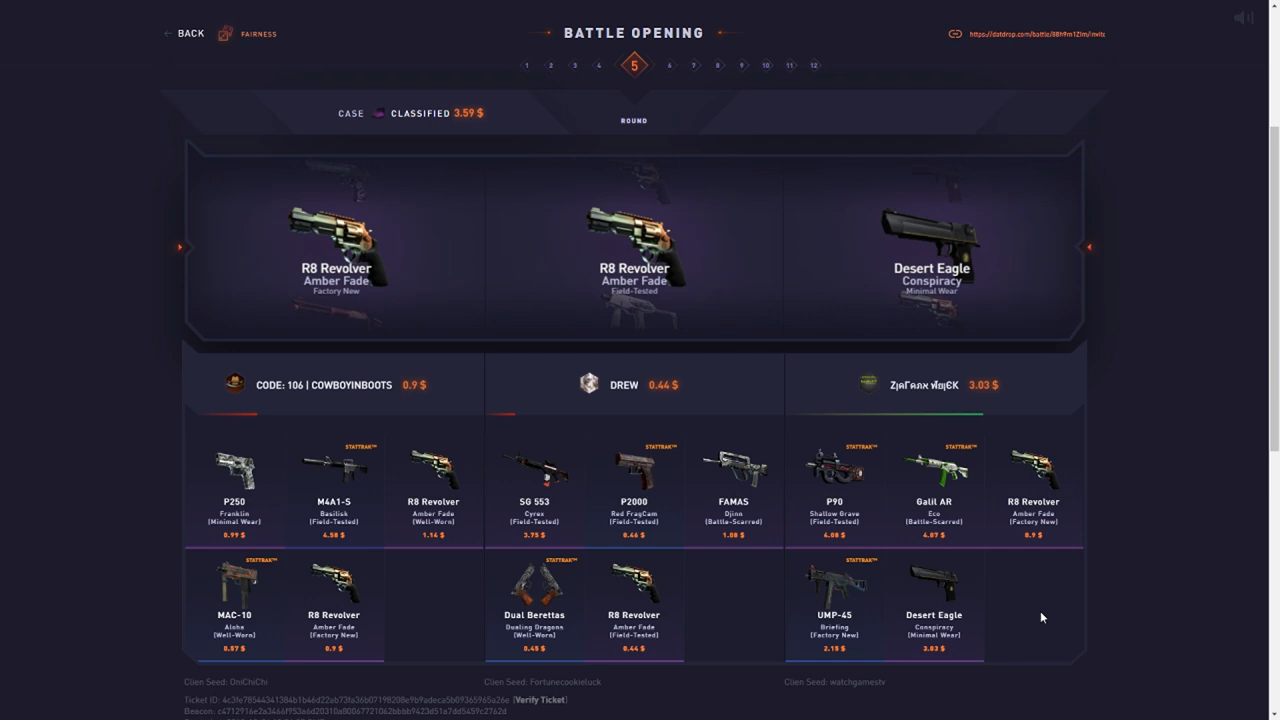 ← BACK
FAIRNESS
BATTLE OPENING
1 2 3 4 5 6 7 8 9 10 11 12
CASE CLASSIFIED 3.59 $
ROUND
R8 Revolver
Amber Fade
Factory New
R8 Revolver
Amber Fade
Field-Tested
Desert Eagle
Conspiracy
Minimal Wear
CODE: 106 | COWBOYINBOOTS 0.9 $
DREW 0.44 $
3.03 $
P250
Franklin
(Minimal Wear)
0.99 $
STATTRAK™
M4A1-S
Basilisk
(Field-Tested)
4.58 $
R8 Revolver
Amber Fade
(Well-Worn)
1.14 $
SG 553
Cyrex
(Field-Tested)
3.75 $
STATTRAK™
P2000
Red FragCam
(Field-Tested)
0.46 $
FAMAS
Djinn
(Battle-Scarred)
1.08 $
STATTRAK™
P90
Shallow Grave
(Field-Tested)
4.08 $
STATTRAK™
Galil AR
Eco
(Battle-Scarred)
4.07 $
R8 Revolver
Amber Fade
(Factory New)
0.9 $
STATTRAK™
MAC-10
Aloha
(Well-Worn)
0.57 $
R8 Revolver
Amber Fade
(Factory New)
0.9 $
STATTRAK™
Dual Berettas
Dualing Dragons
(Well-Worn)
0.45 $
R8 Revolver
Amber Fade
(Field-Tested)
0.44 $
STATTRAK™
UMP-45
Briefing
(Factory New)
2.15 $
Desert Eagle
Conspiracy
(Minimal Wear)
3.03 $
Clien Seed: OniChiChi
Clien Seed: Fortunecookieluck
Clien Seed: watchgamestv
Ticket ID: [Verify Ticket]
Beacon: